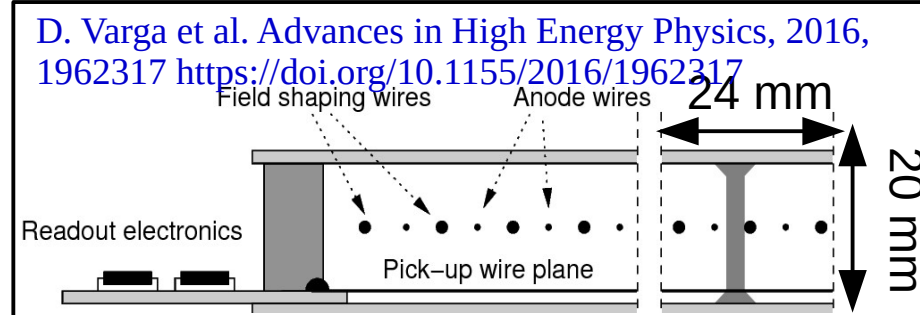 D. Varga et al. Advances in High Energy Physics, 2016,
1962317 https://doi.org/10.1155/2016/1962317
Field shaping wires
Anode wires
24 mm
20 mm
Readout electronics
Pick-up wire plane